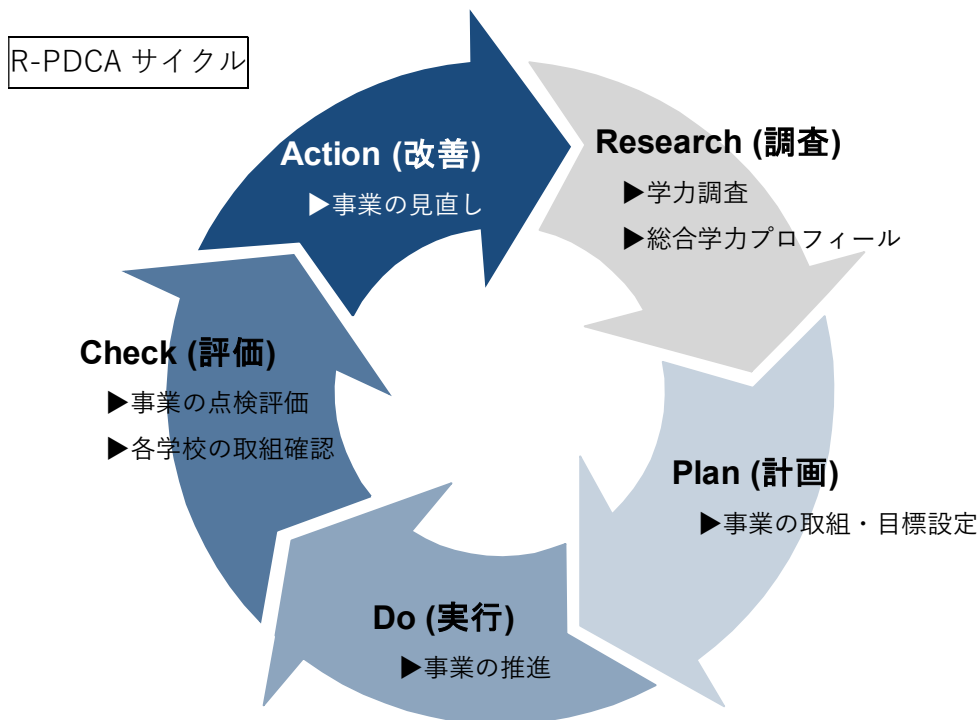 R-PDCA サイクル
Action (改善)
▶事業の見直し
Research (調査)
▶学力調査
▶総合学力プロフィール
Plan (計画)
▶事業の取組・目標設定
Do (実行)
▶事業の推進
Check (評価)
▶事業の点検評価
▶各学校の取組確認